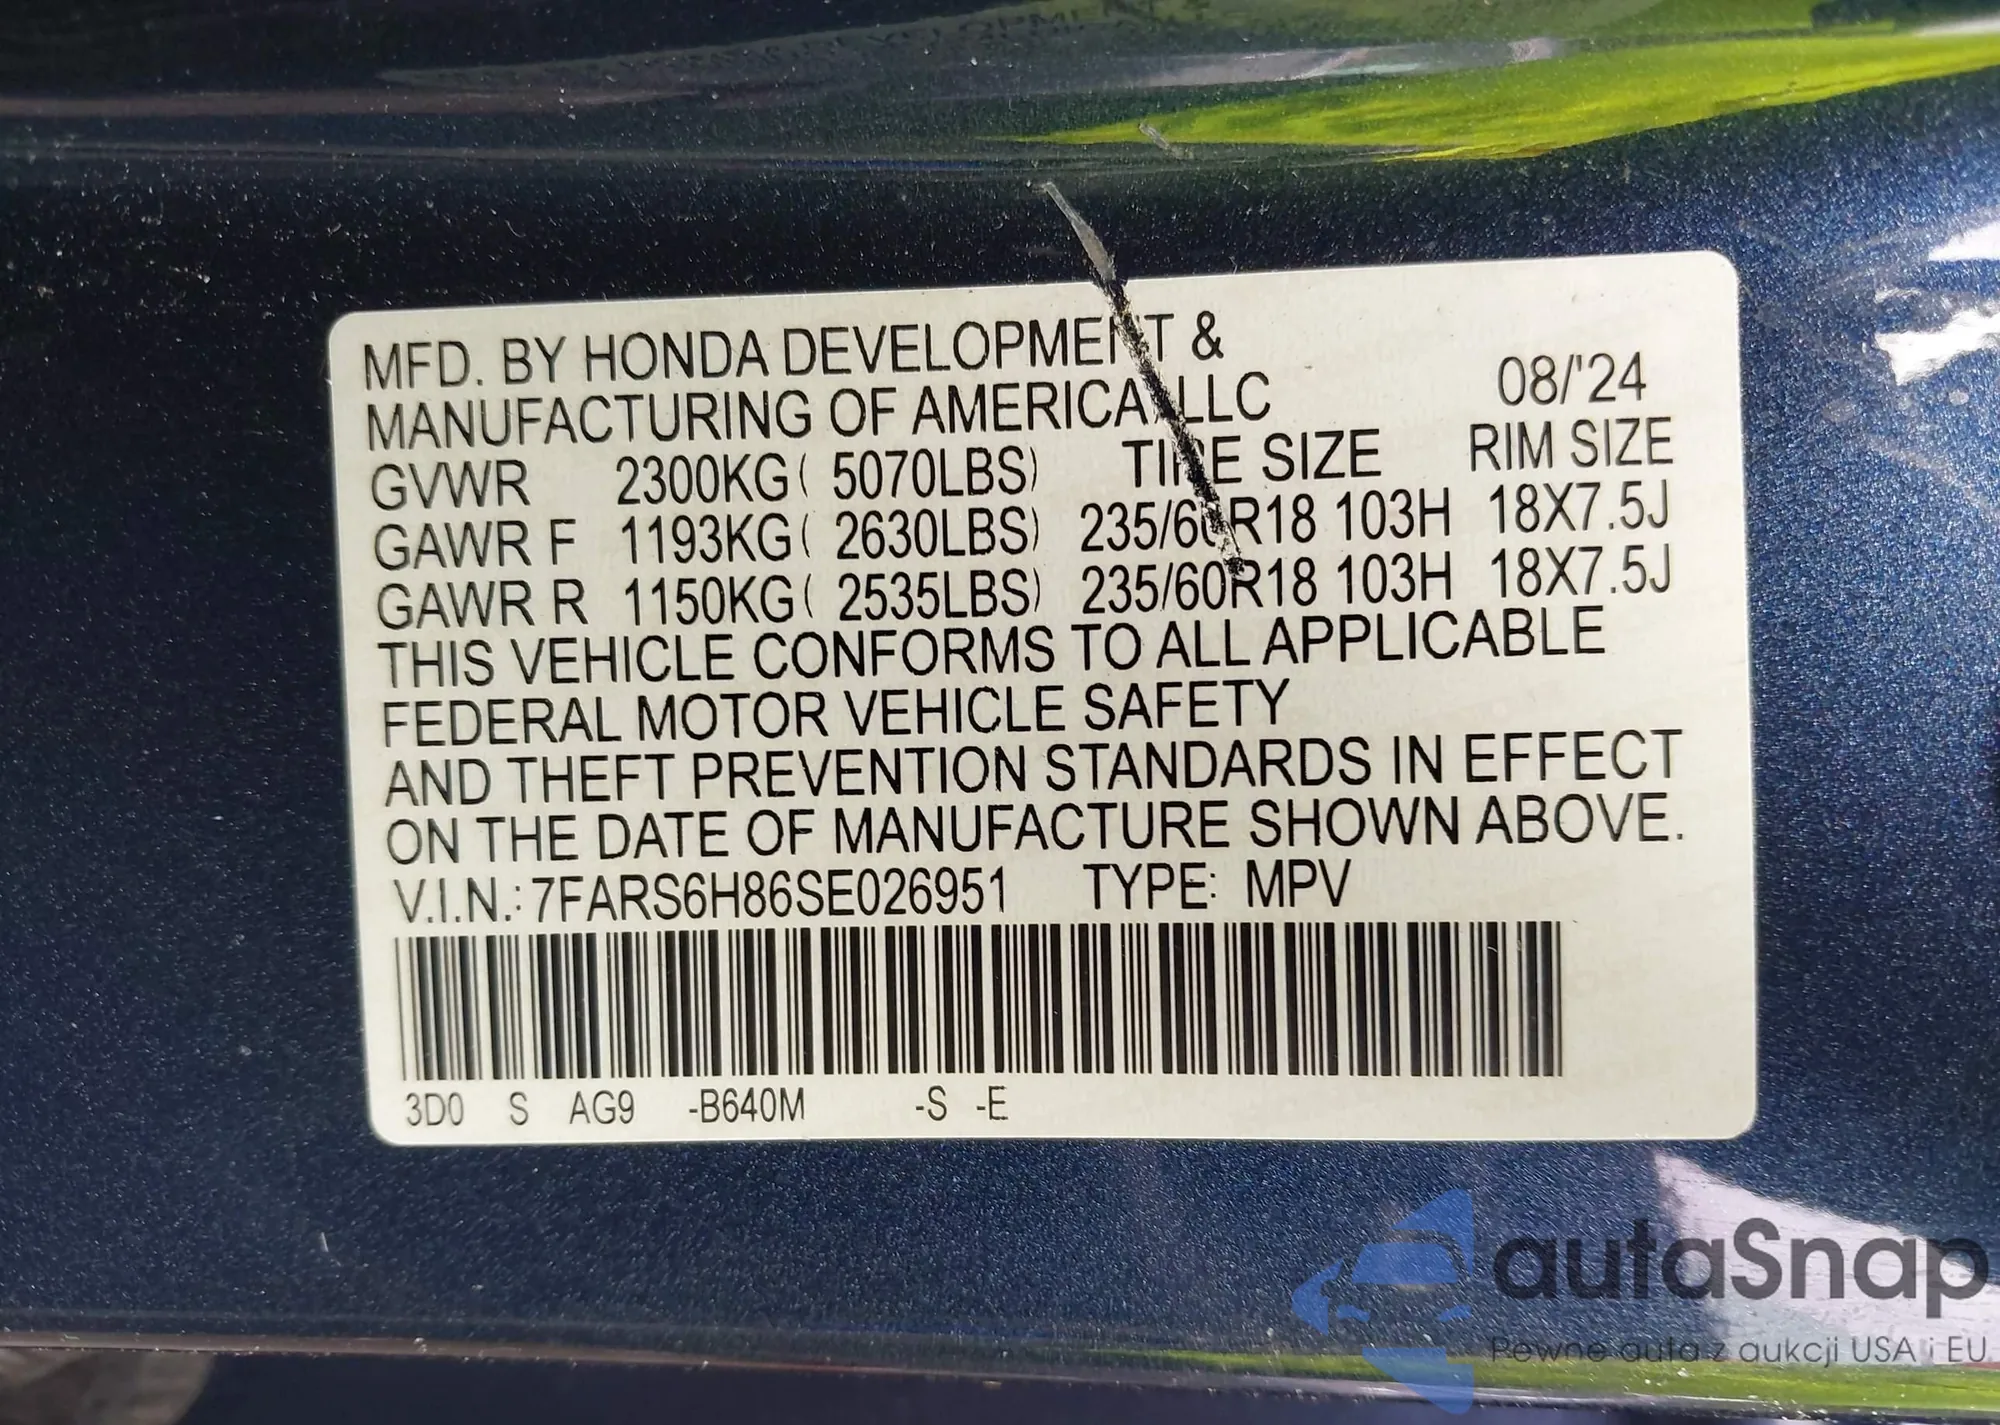 MFD. BY HONDA DEVELOPMENT &
MANUFACTURING OF AMERICA, LLC 08/'24
GVWR 2300KG( 5070LBS) TIRE SIZE RIM SIZE
GAWR F 1193KG( 2630LBS) 235/60R18 103H 18X7.5J
GAWR R 1150KG( 2535LBS) 235/60R18 103H 18X7.5J
THIS VEHICLE CONFORMS TO ALL APPLICABLE
FEDERAL MOTOR VEHICLE SAFETY
AND THEFT PREVENTION STANDARDS IN EFFECT
ON THE DATE OF MANUFACTURE SHOWN ABOVE.
V.I.N.: 7FARS6H86SE026951 TYPE: MPV
3D0 S AG9 -B640M -S -E
autaSnap
Pewne auta z aukcji USA i EU